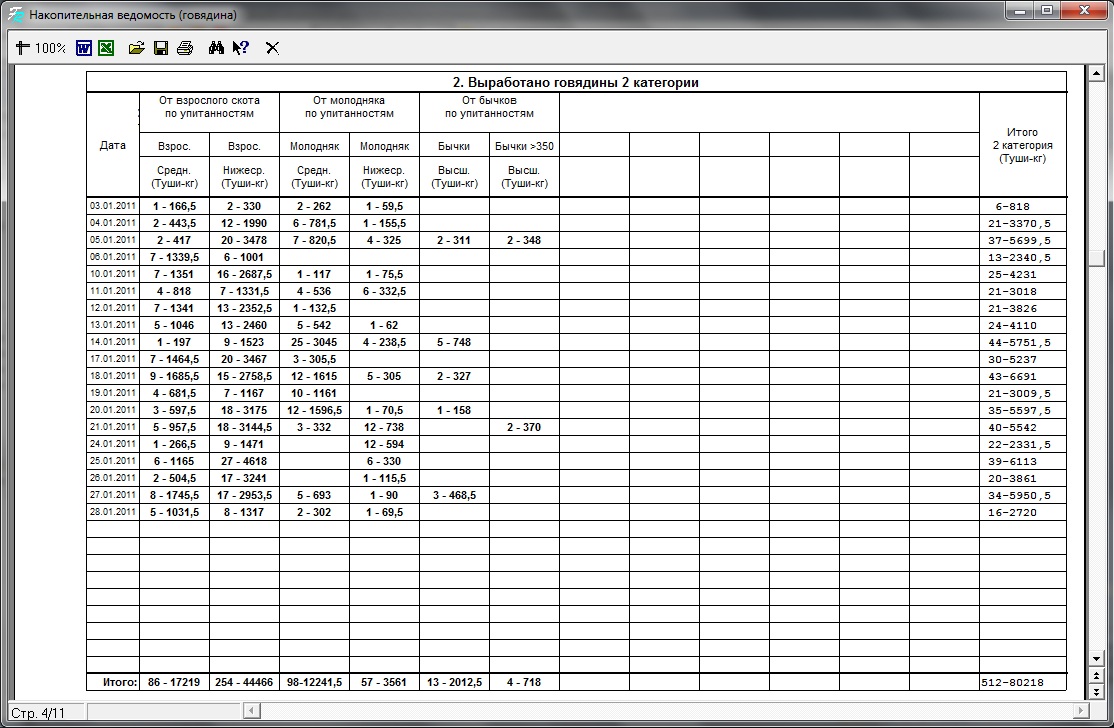 Накопительная ведомость (говядина)
100%
2. Выработано говядины 2 категории
Дата От взрослого скота по упитанностям От молодняка по упитанностям От бычков по упитанностям Итого 2 категория (Туши-кг)
Взрос. Взрос. Молодняк Молодняк Бычки Бычки >350
Средн. (Туши-кг) Нижеср. (Туши-кг) Средн. (Туши-кг) Нижеср. (Туши-кг) Высш. (Туши-кг) Высш. (Туши-кг)
03.01.2011 1 - 166,5 2 - 330 2 - 262 1 - 59,5 6-818
04.01.2011 2 - 443,5 12 - 1990 6 - 781,5 1 - 155,5 21-3370,5
05.01.2011 2 - 417 20 - 3478 7 - 820,5 4 - 325 2 - 311 2 - 348 37-5699,5
06.01.2011 7 - 1339,5 6 - 1001 13-2340,5
10.01.2011 7 - 1351 16 - 2687,5 1 - 117 1 - 75,5 25-4231
11.01.2011 4 - 818 7 - 1331,5 4 - 536 6 - 332,5 21-3018
12.01.2011 7 - 1341 13 - 2352,5 1 - 132,5 21-3826
13.01.2011 5 - 1046 13 - 2460 5 - 542 1 - 62 24-4110
14.01.2011 1 - 197 9 - 1523 25 - 3045 4 - 238,5 5 - 748 44-5751,5
17.01.2011 7 - 1464,5 20 - 3467 3 - 305,5 30-5237
18.01.2011 9 - 1685,5 15 - 2758,5 12 - 1615 5 - 305 2 - 327 43-6691
19.01.2011 4 - 681,5 7 - 1167 10 - 1161 21-3009,5
20.01.2011 3 - 597,5 18 - 3175 12 - 1596,5 1 - 70,5 1 - 158 35-5597,5
21.01.2011 5 - 957,5 18 - 3144,5 3 - 332 12 - 738 2 - 370 40-5542
24.01.2011 1 - 266,5 9 - 1471 12 - 594 22-2331,5
25.01.2011 6 - 1165 27 - 4618 6 - 330 39-6113
26.01.2011 2 - 504,5 17 - 3241 1 - 115,5 20-3861
27.01.2011 8 - 1745,5 17 - 2953,5 5 - 693 1 - 90 3 - 468,5 34-5950,5
28.01.2011 5 - 1031,5 8 - 1317 2 - 302 1 - 69,5 16-2720
Итого: 86 - 17219 254 - 44466 98-12241,5 57 - 3561 13 - 2012,5 4 - 718 512-80218
Стр. 4/11